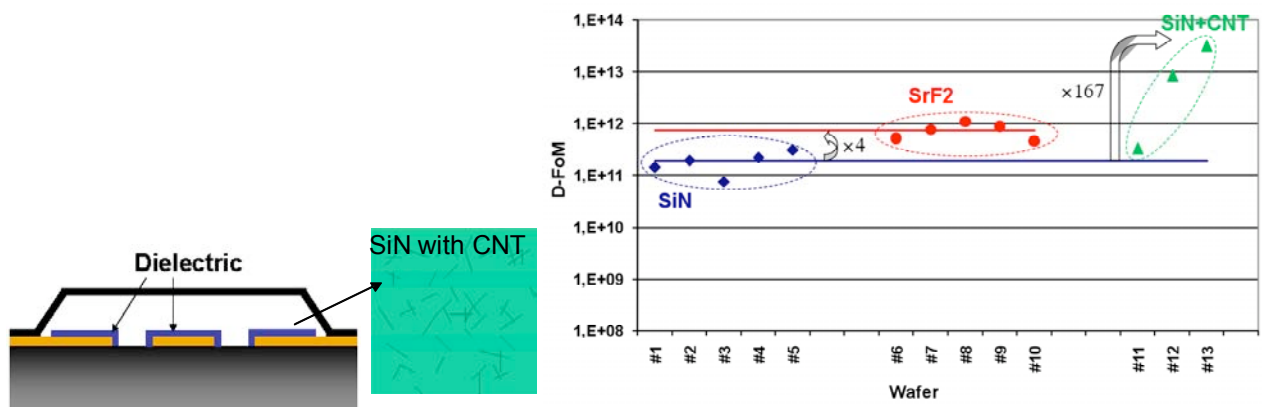 Dielectric
SiN with CNT
1,E+14
1,E+13
1,E+12
1,E+11
1,E+10
1,E+09
1,E+08
D-FoM
SiN
×4
SrF2
×167
SiN+CNT
#1
#2
#3
#4
#5
#6
#7
#8
#9
#10
#11
#12
#13
Wafer